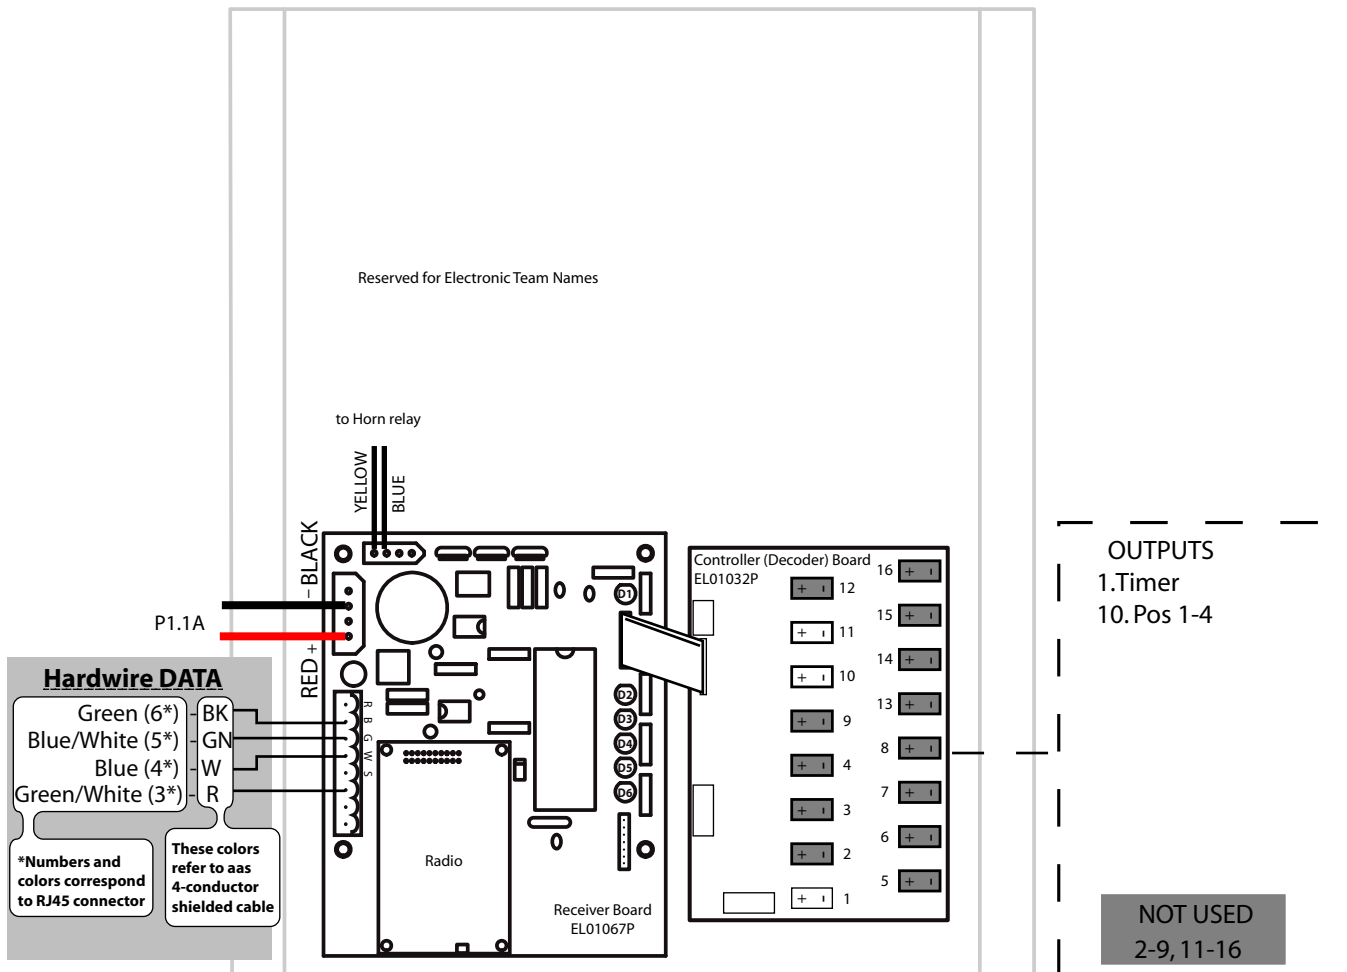 Reserved for Electronic Team Names
to Horn relay
YELLOW
BLUE
– BLACK
RED +
P1.1A
Hardwire DATA
Green (6*) - BK
Blue/White (5*) - GN
Blue (4*) - W
Green/White (3*) - R
*Numbers and
colors correspond
to RJ45 connector
These colors
refer to aas
4-conductor
shielded cable
R
B
G
W
S
D1
D2
D3
D4
D5
D6
Radio
Receiver Board
EL01067P
Controller (Decoder) Board
EL01032P
+ - 12
+ - 11
+ - 10
+ - 9
+ - 4
+ - 3
+ - 2
+ - 1
16 + -
15 + -
14 + -
13 + -
8 + -
7 + -
6 + -
5 + -
OUTPUTS
1.Timer
10. Pos 1-4
NOT USED
2-9, 11-16